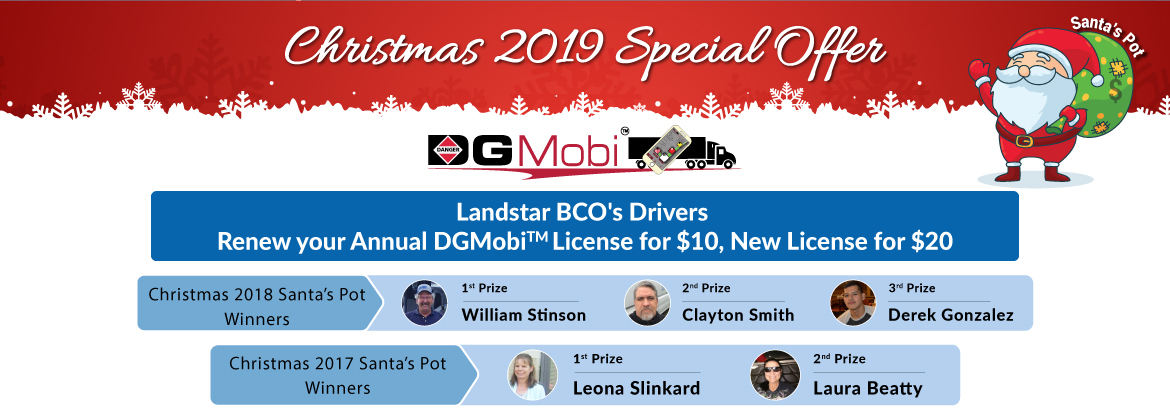 Christmas 2019 Special Offer
Santa's Pot
$
DANGER
DGMobi™
Landstar BCO's Drivers
Renew your Annual DGMobi™ License for $10, New License for $20
Christmas 2018 Santa's Pot
Winners
1st Prize
William Stinson
2nd Prize
Clayton Smith
3rd Prize
Derek Gonzalez
Christmas 2017 Santa's Pot
Winners
1st Prize
Leona Slinkard
2nd Prize
Laura Beatty